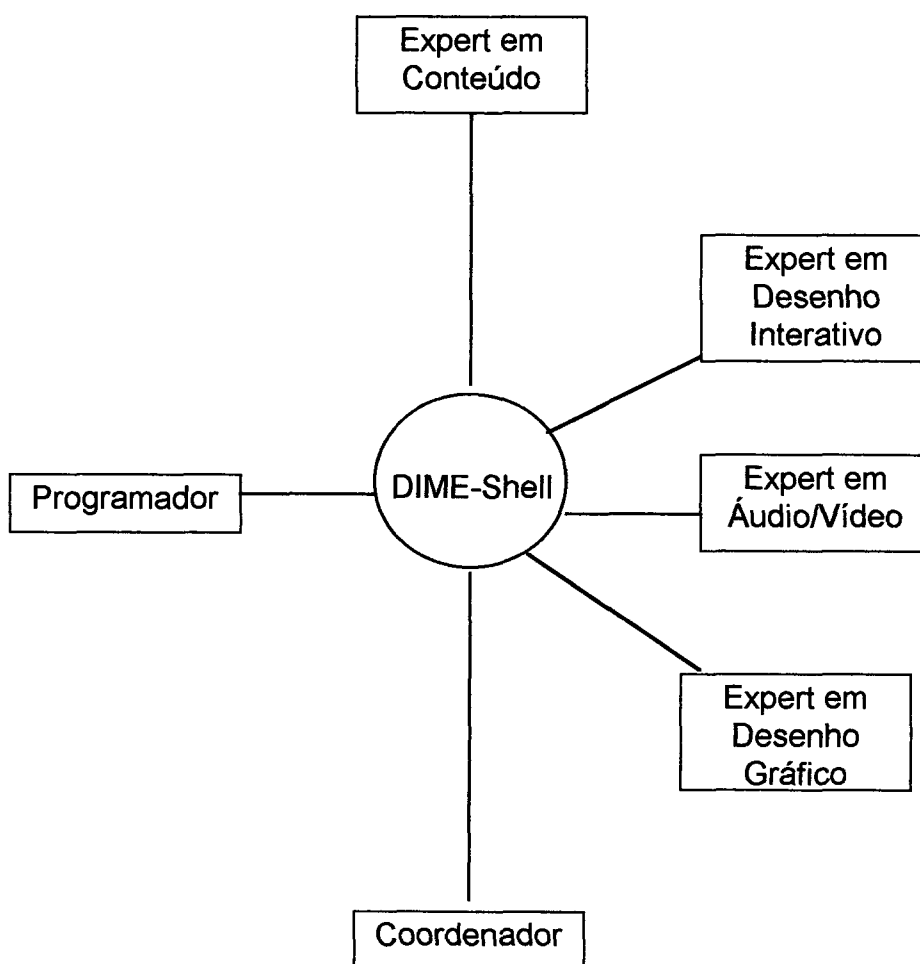 Expert em
Conteúdo
Expert em
Desenho
Interativo
Programador
DIME-Shell
Expert em
Áudio/Vídeo
Expert em
Desenho
Gráfico
Coordenador